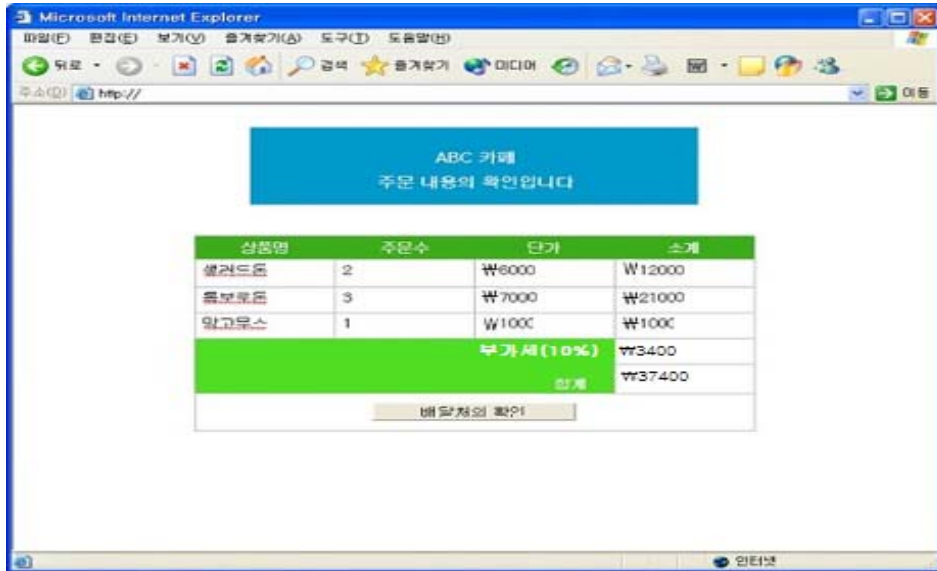 Microsoft Internet Explorer
파일(F) 편집(E) 보기(V) 즐겨찾기(A) 도구(T) 도움말(H)
뒤로 검색 즐겨찾기 미디어
주소(D) http:// 이동
ABC 카페
주문 내용의 확인입니다
상품명 주문수 단가 소계
샐러드돈 2 ₩6000 ₩12000
3 ₩7000 ₩21000
망고무스 1 ₩1000 ₩1000
부가세(10%) ₩3400
합계 ₩37400
배달처의 확인
인터넷